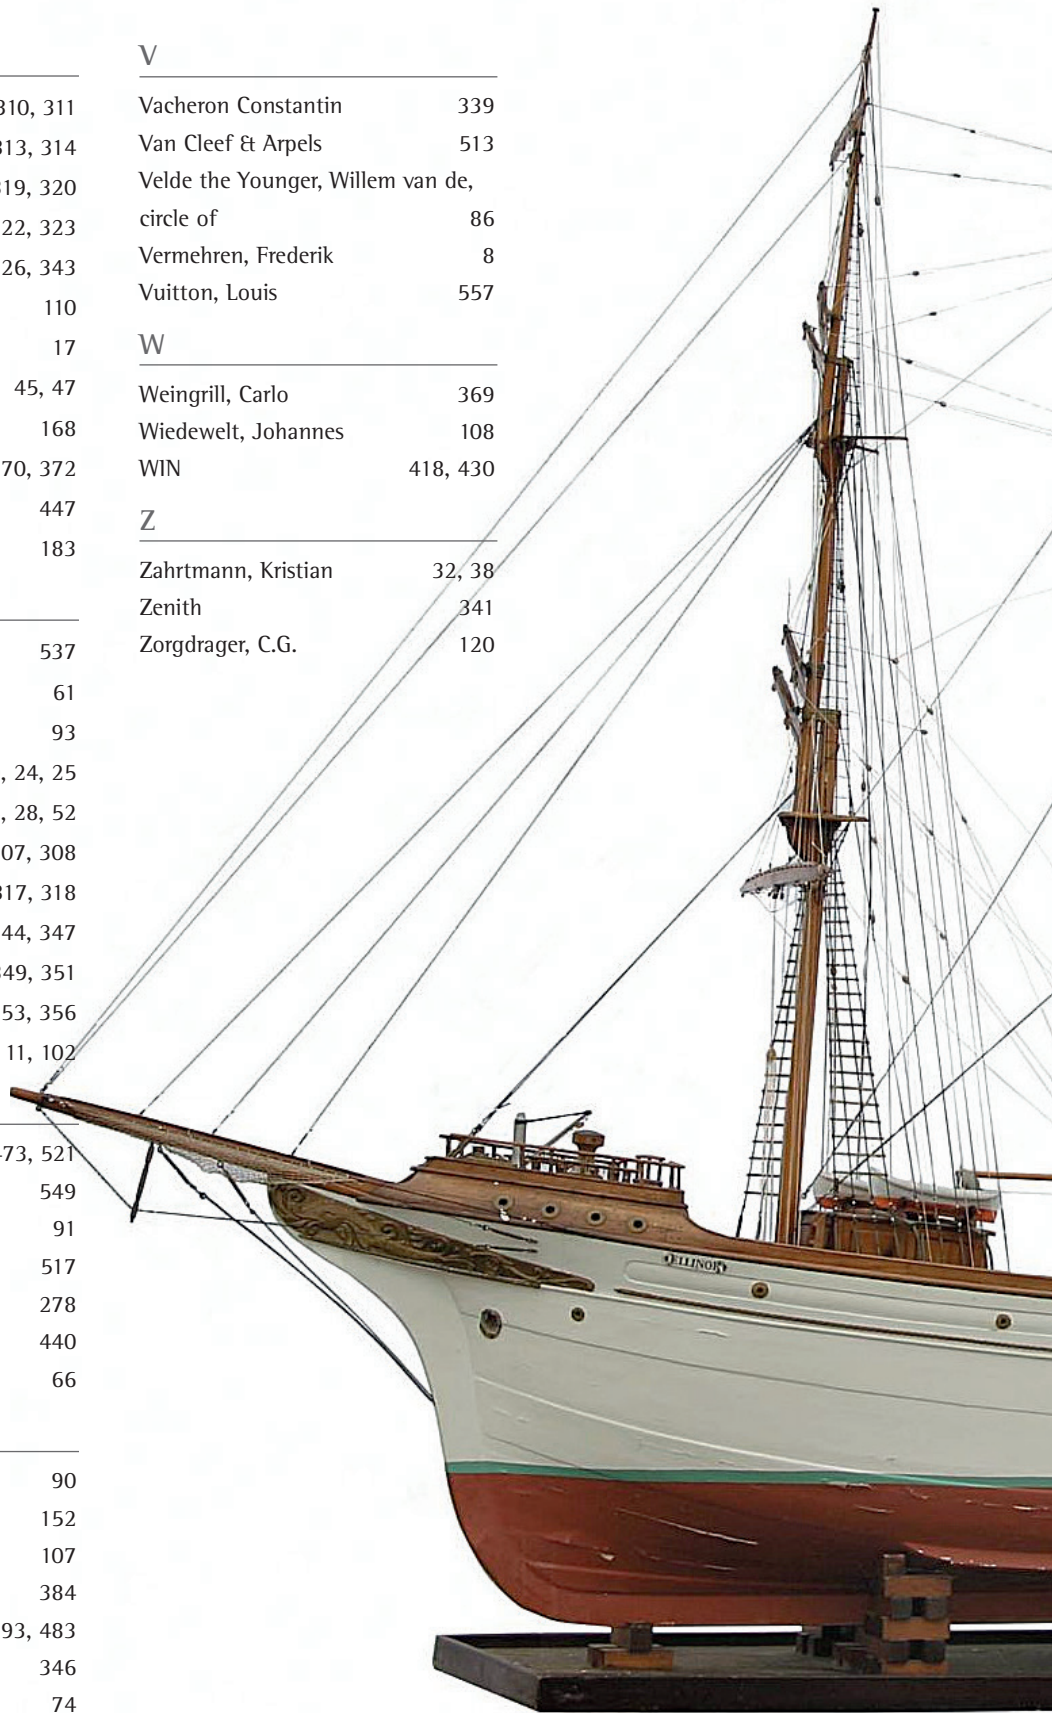 310, 311
313, 314
319, 320
22, 323
26, 343
110
17
45, 47
168
70, 372
447
183
537
61
93
, 24, 25
, 28, 52
07, 308
317, 318
44, 347
349, 351
53, 356
11, 102
473, 521
549
91
517
278
440
66
90
152
107
384
93, 483
346
74
V
Vacheron Constantin 339
Van Cleef & Arpels 513
Velde the Younger, Willem van de,
circle of 86
Vermehren, Frederik 8
Vuitton, Louis 557
W
Weingrill, Carlo 369
Wiedewelt, Johannes 108
WIN 418, 430
Z
Zahrtmann, Kristian 32, 38
Zenith 341
Zorgdrager, C.G. 120
ELLINOR